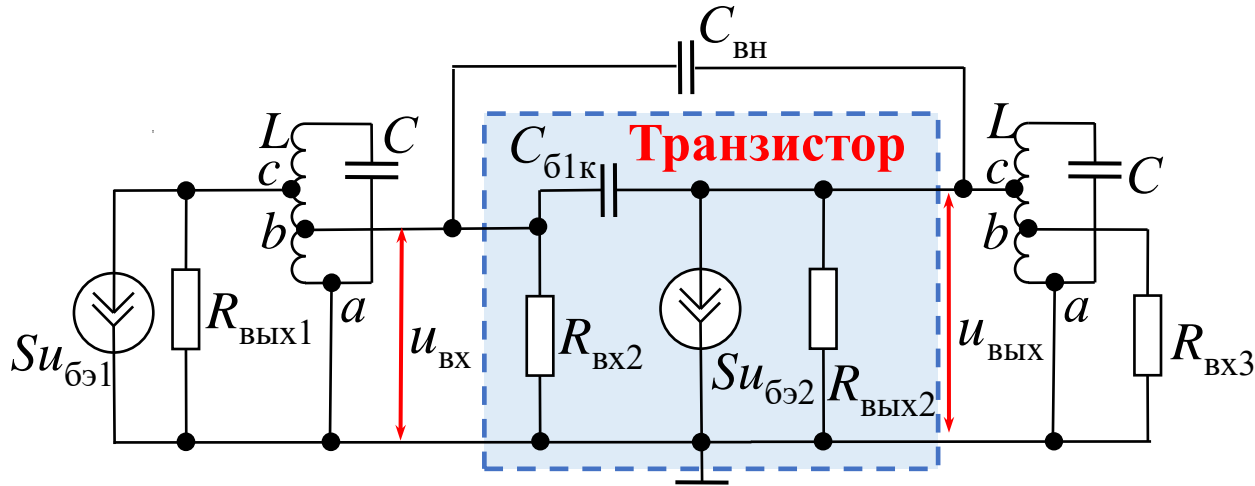 Cвн
Транзистор
L
C
Cб1к
L
C
c
c
b
b
a
a
Rвых1
uвх
Rвх2
uвых
Rвх3
Suбэ1
Suбэ2
Rвых2